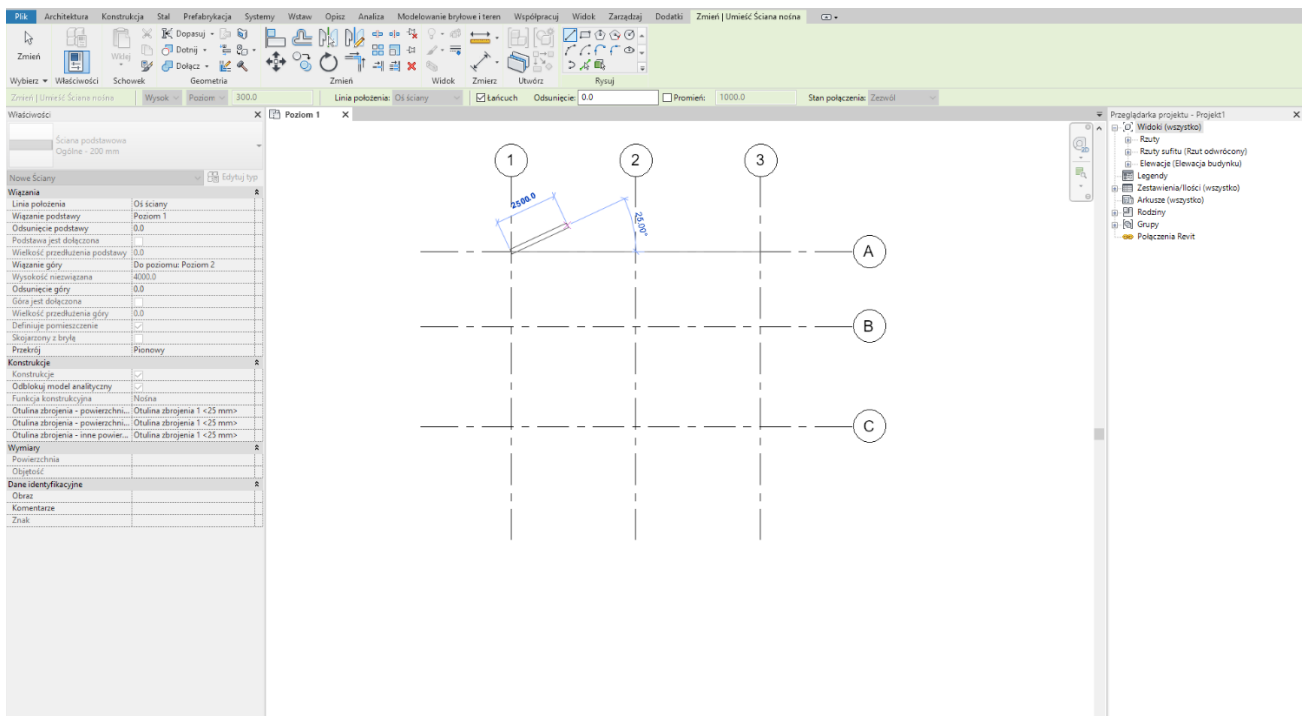 Plik Architektura Konstrukcja Stal Prefabrykacja Systemy Wstaw Opisz Analiza Modelowanie bryłowe i teren Współpracuj Widok Zarządzaj Dodatki Zmień | Umieść Ściana nośna
Zmień Wklej Dopasuj Dotnij Dołącz
Wybierz Właściwości Schowek Geometria Zmień Widok Zmierz Utwórz Rysuj
Zmień | Umieść Ściana nośna Wysok Poziom 300.0 Linia położenia: Oś ściany Łańcuch Odsunięcie: 0.0 Promień: 1000.0 Stan połączenia: Zezwól
Właściwości
Ściana podstawowa
Ogólne - 200 mm
Nowe Ściany Edytuj typ
Wiązania
Linia położenia Oś ściany
Wiązanie podstawy Poziom 1
Odsunięcie podstawy 0.0
Podstawa jest dołączona
Wielkość przedłużenia podstawy 0.0
Wiązanie góry Do poziomu: Poziom 2
Wysokość niezwiązana 4000.0
Odsunięcie góry 0.0
Góra jest dołączona
Wielkość przedłużenia góry 0.0
Definiuje pomieszczenie
Skojarzony z bryłą
Przekrój Pionowy
Konstrukcje
Konstrukcje
Odblokuj model analityczny
Funkcja konstrukcyjna Nośna
Otulina zbrojenia - powierzchni... Otulina zbrojenia 1 <25 mm>
Otulina zbrojenia - powierzchni... Otulina zbrojenia 1 <25 mm>
Otulina zbrojenia - inne powier... Otulina zbrojenia 1 <25 mm>
Wymiary
Powierzchnia
Objętość
Dane identyfikacyjne
Obraz
Komentarze
Znak
Poziom 1
1 2 3
2500.0
25.00°
A
B
C
Przeglądarka projektu - Projekt1
Widoki (wszystko)
Rzuty
Rzuty sufitu (Rzut odwrócony)
Elewacje (Elewacja budynku)
Legendy
Zestawienia/Ilości (wszystko)
Arkusze (wszystko)
Rodziny
Grupy
Połączenia Revit